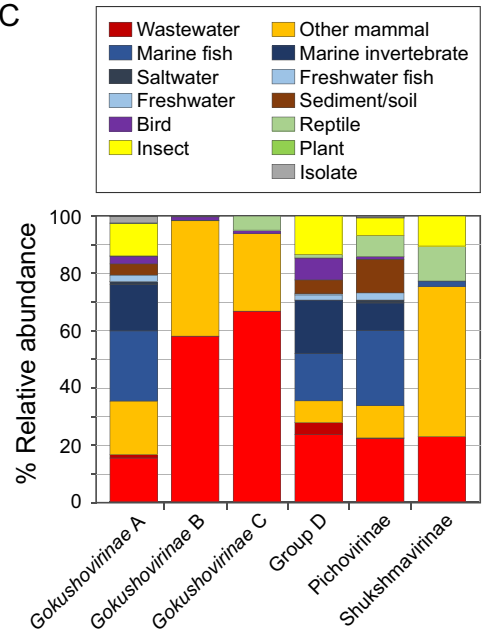 C
Wastewater
Marine fish
Saltwater
Freshwater
Bird
Insect
Other mammal
Marine invertebrate
Freshwater fish
Sediment/soil
Reptile
Plant
Isolate
% Relative abundance
100
80
60
40
20
0
Gokushovirinae A
Gokushovirinae B
Gokushovirinae C
Group D
Pichovirinae
Shukshmavirinae